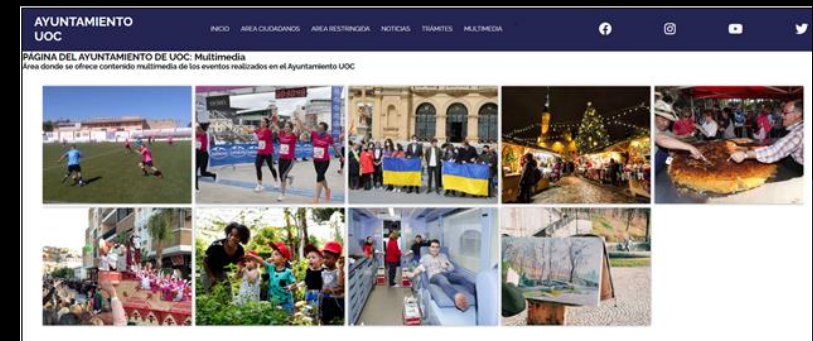 AYUNTAMIENTO
UOC
INICIO AREA CIUDADANOS AREA RESTRINGIDA NOTICIAS TRÁMITES MULTIMEDIA
PÁGINA DEL AYUNTAMIENTO DE UOC: Multimedia
Área donde se ofrece contenido multimedia de los eventos realizados en el Ayuntamiento UOC